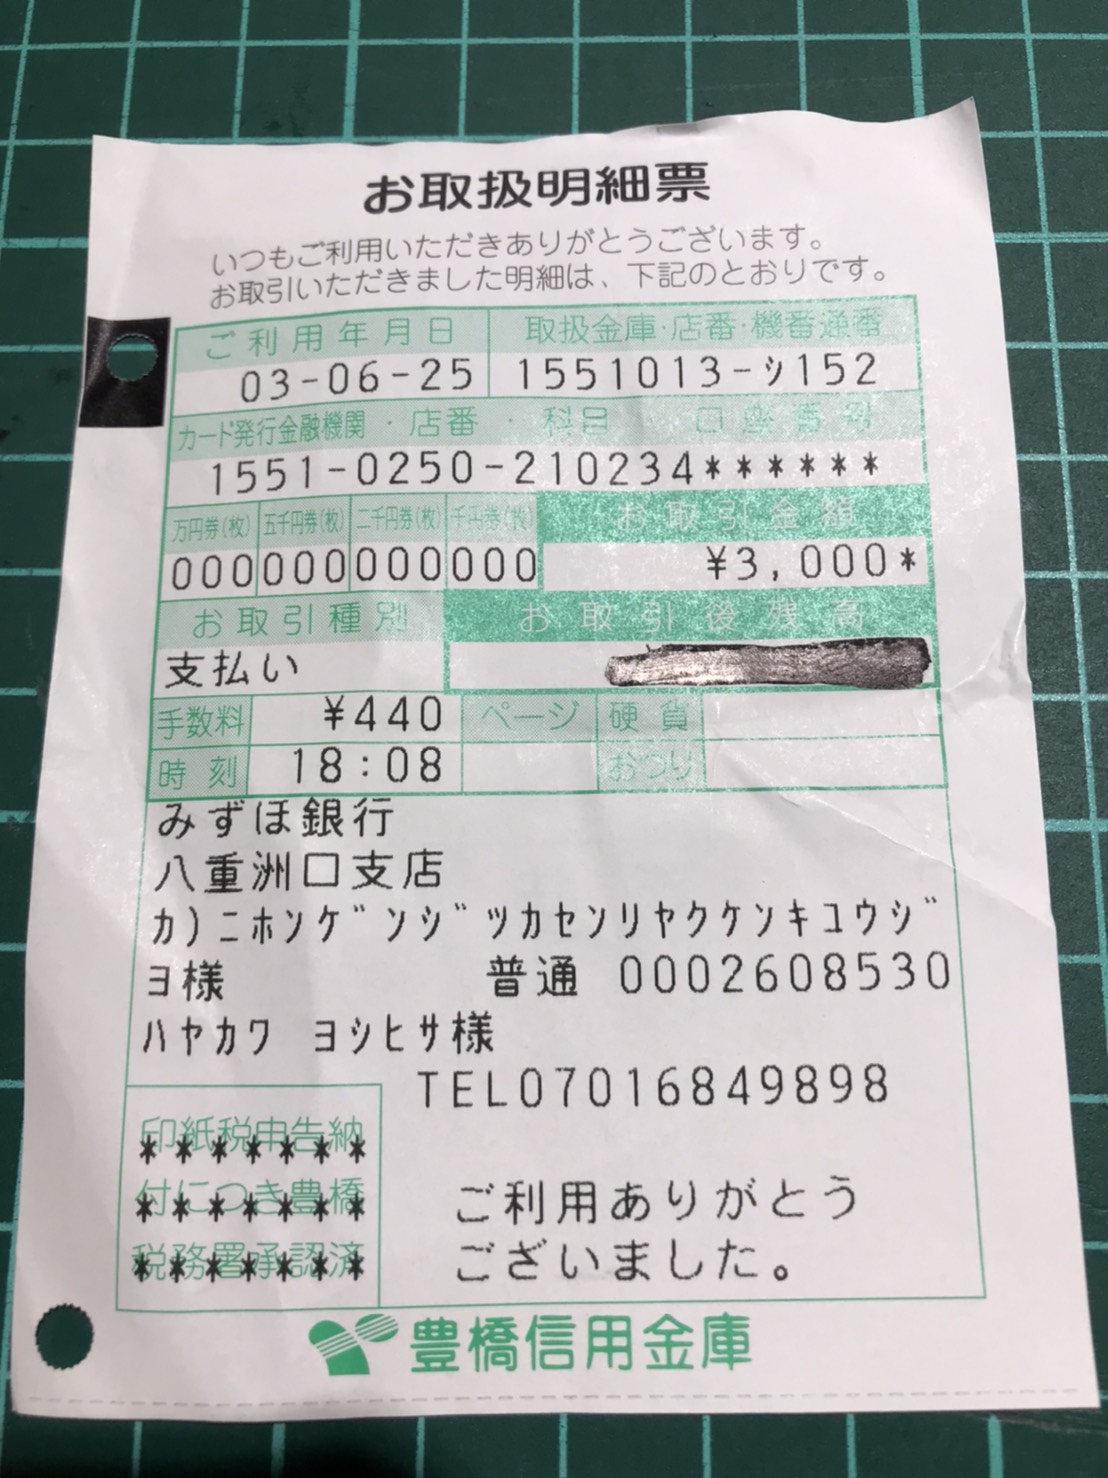 お取扱明細票
いつもご利用いただきありがとうございます。
お取引いただきました明細は、下記のとおりです。
ご利用年月日 取扱金庫・店番・機番通番
03-06-25 1551013-ｼ152
カード発行金融機関・店番・科目 口座番号
1551-0250-210234******
万円券(枚) 五千円券(枚) 二千円券(枚) 千円券(枚) お取引金額
000 000 000 000 ¥3,000*
お取引種別 お取引後残高
支払い
手数料 ¥440 ページ 硬貨
時刻 18:08 おつり
みずほ銀行
八重洲口支店
ｶ)ﾆﾎﾝｹﾞﾝｼﾞﾂｶｾﾝﾘﾔｸｹﾝｷﾕｳｼﾞ
ﾖ様 普通 0002608530
ﾊﾔｶﾜ ﾖｼﾋｻ様
TEL07016849898
印紙税申告納
*******
付につき豊橋
*******
税務署承認済
*******
ご利用ありがとう
ございました。
豊橋信用金庫